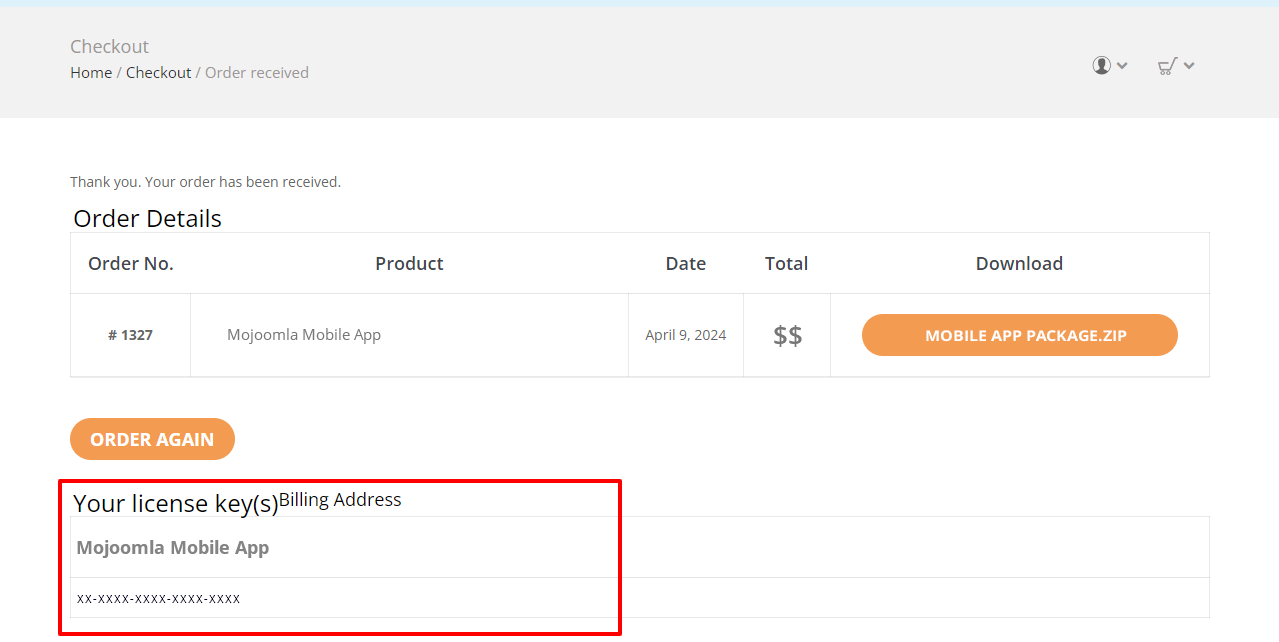 Checkout
Home / Checkout / Order received
Thank you. Your order has been received.
Order Details
Order No. Product Date Total Download
# 1327 Mojoomla Mobile App April 9, 2024 $$ MOBILE APP PACKAGE.ZIP
ORDER AGAIN
Your license key(s) Billing Address
Mojoomla Mobile App
xx-xxxx-xxxx-xxxx-xxxx